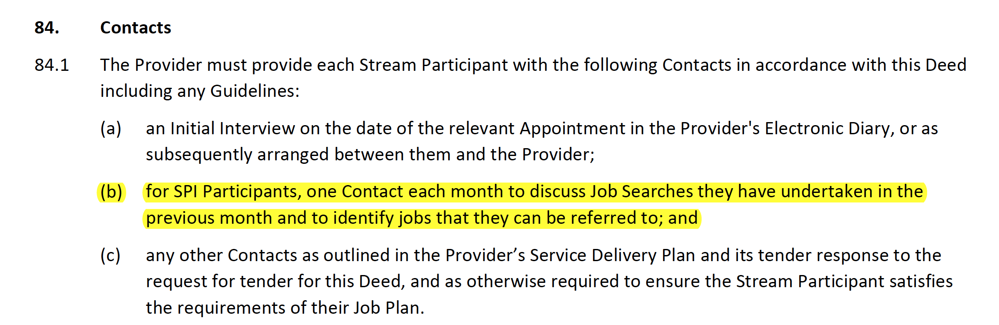 84. Contacts
84.1 The Provider must provide each Stream Participant with the following Contacts in accordance with this Deed
including any Guidelines:
(a) an Initial Interview on the date of the relevant Appointment in the Provider's Electronic Diary, or as
subsequently arranged between them and the Provider;
(b) for SPI Participants, one Contact each month to discuss Job Searches they have undertaken in the
previous month and to identify jobs that they can be referred to; and
(c) any other Contacts as outlined in the Provider’s Service Delivery Plan and its tender response to the
request for tender for this Deed, and as otherwise required to ensure the Stream Participant satisfies
the requirements of their Job Plan.